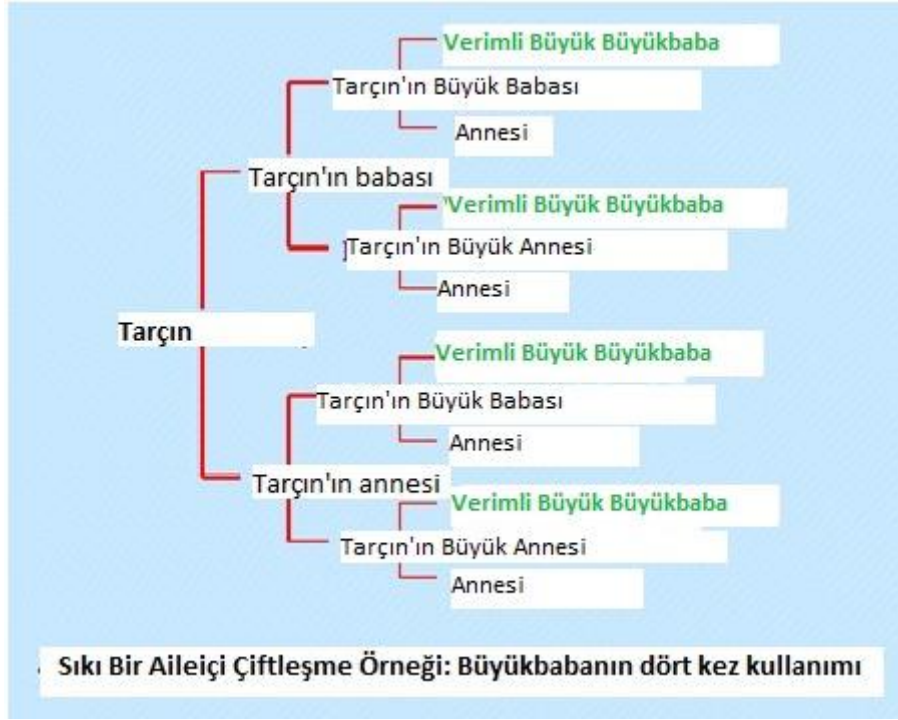 Verimli Büyük Büyükbaba
Tarçın'ın Büyük Babası
Annesi
Tarçın'ın babası
'Verimli Büyük Büyükbaba
Tarçın'ın Büyük Annesi
Annesi
Tarçın
Verimli Büyük Büyükbaba
Tarçın'ın Büyük Babası
Annesi
Tarçın'ın annesi
Verimli Büyük Büyükbaba
Tarçın'ın Büyük Annesi
Annesi
Sıkı Bir Aileiçi Çiftleşme Örneği: Büyükbabanın dört kez kullanımı